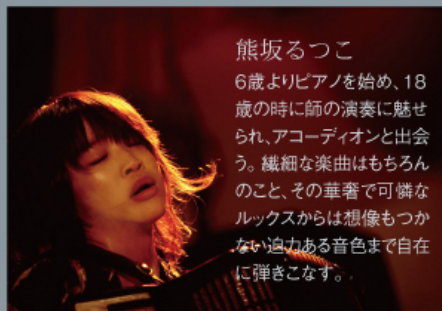 熊坂るつこ
6歳よりピアノを始め、18
歳の時に師の演奏に魅せ
られ、アコーディオンと出会
う。繊細な楽曲はもちろん
のこと、その華奢で可憐な
ルックスからは想像もつか
ない迫力ある音色まで自在
に弾きこなす。